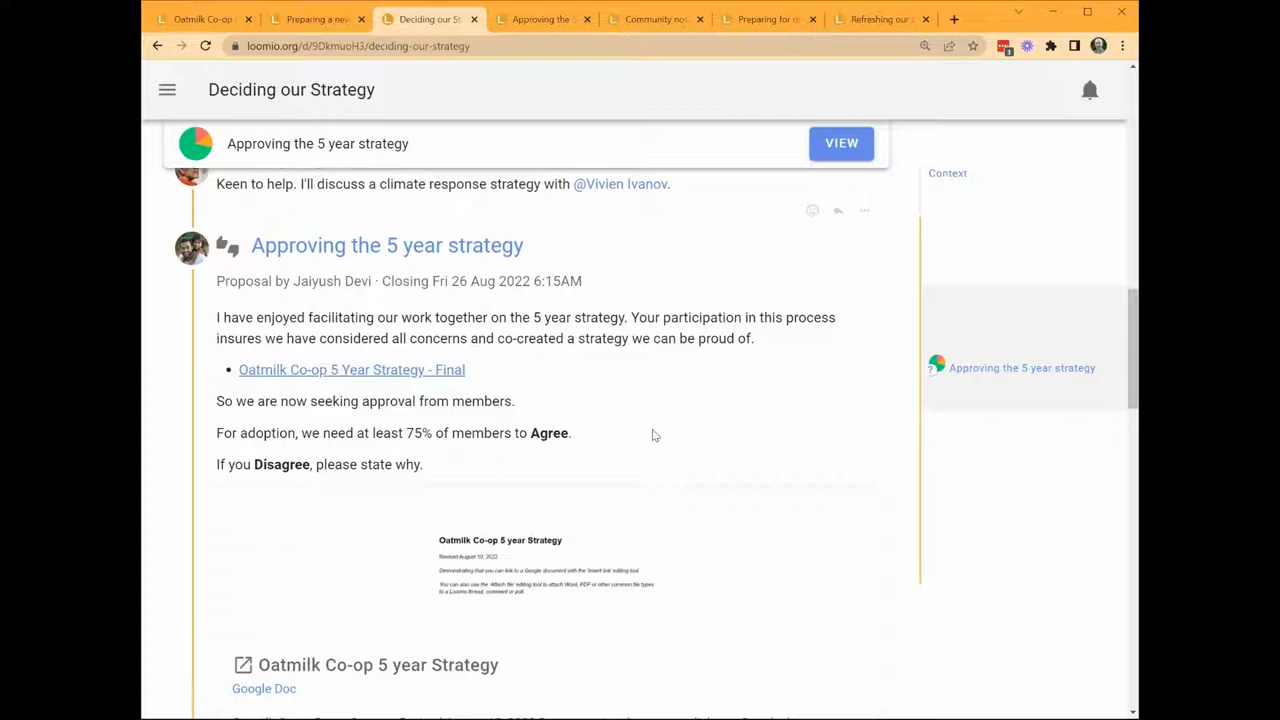 Oatmilk Co-op
Preparing a new
Deciding our St
Approving the 5
Community not
Preparing for ot
Refreshing our s
loomio.org/d/9DkmuoH3/deciding-our-strategy
3
Deciding our Strategy
Approving the 5 year strategy
VIEW
Keen to help. I'll discuss a climate response strategy with @Vivien Ivanov.
Context
Approving the 5 year strategy
Proposal by Jaiyush Devi · Closing Fri 26 Aug 2022 6:15AM
I have enjoyed facilitating our work together on the 5 year strategy. Your participation in this process
insures we have considered all concerns and co-created a strategy we can be proud of.
• Oatmilk Co-op 5 Year Strategy - Final
? Approving the 5 year strategy
So we are now seeking approval from members.
For adoption, we need at least 75% of members to Agree.
If you Disagree, please state why.
Oatmilk Co-op 5 year Strategy
Revised August 10, 2022
Demonstrating that you can link to a Google document with the 'insert link' editing tool.
You can also use the 'Attach file' editing tool to attach Word, PDF or other common file types
to a Loomio thread, comment or poll.
Oatmilk Co-op 5 year Strategy
Google Doc